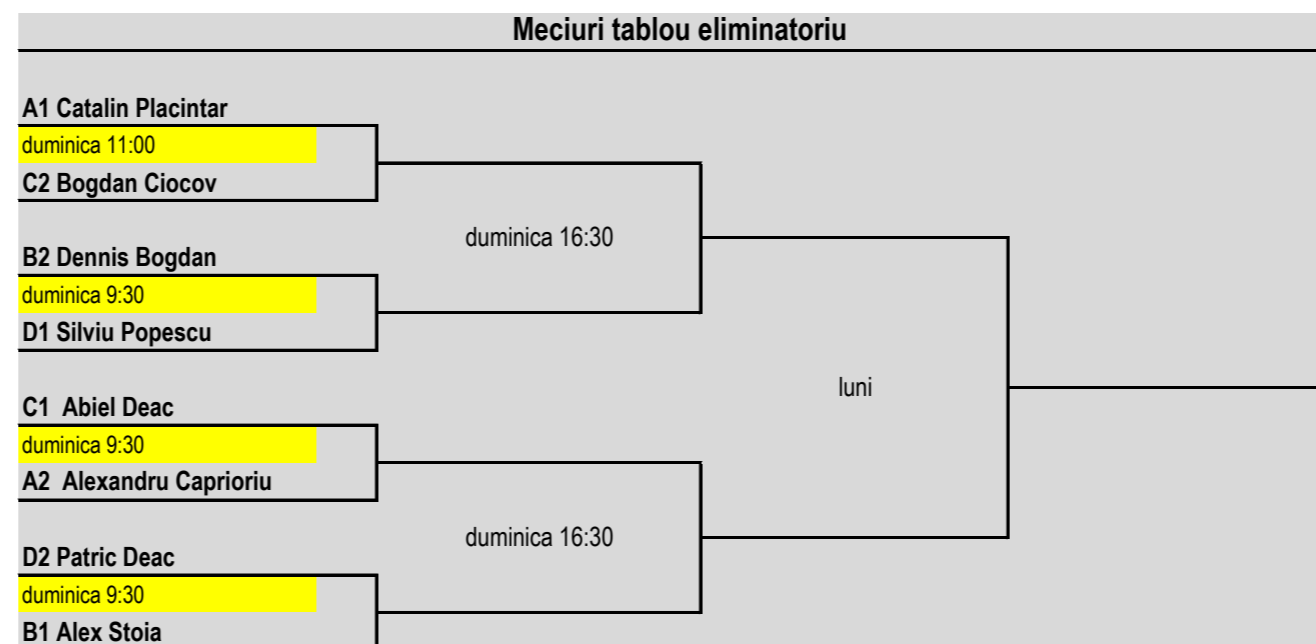 Meciuri tablou eliminatoriu
A1 Catalin Placintar
duminica 11:00
C2 Bogdan Ciocov
duminica 16:30
B2 Dennis Bogdan
duminica 9:30
D1 Silviu Popescu
luni
C1  Abiel Deac
duminica 9:30
A2  Alexandru Caprioriu
duminica 16:30
D2 Patric Deac
duminica 9:30
B1 Alex Stoia